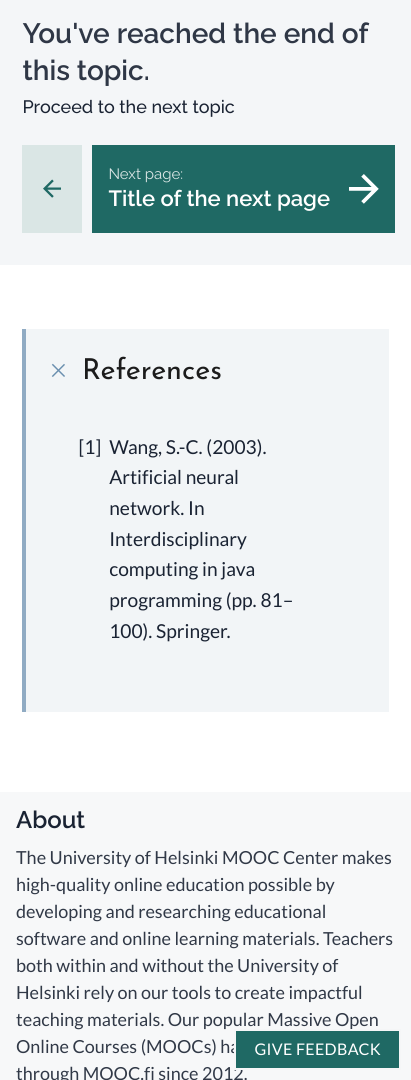 You've reached the end of
this topic.
Proceed to the next topic
Next page:
Title of the next page
References
[1] Wang, S.-C. (2003).
Artificial neural
network. In
Interdisciplinary
computing in java
programming (pp. 81–
100). Springer.
About
The University of Helsinki MOOC Center makes
high-quality online education possible by
developing and researching educational
software and online learning materials. Teachers
both within and without the University of
Helsinki rely on our tools to create impactful
teaching materials. Our popular Massive Open
Online Courses (MOOCs)
GIVE FEEDBACK
through MOOC.fi since 2012.